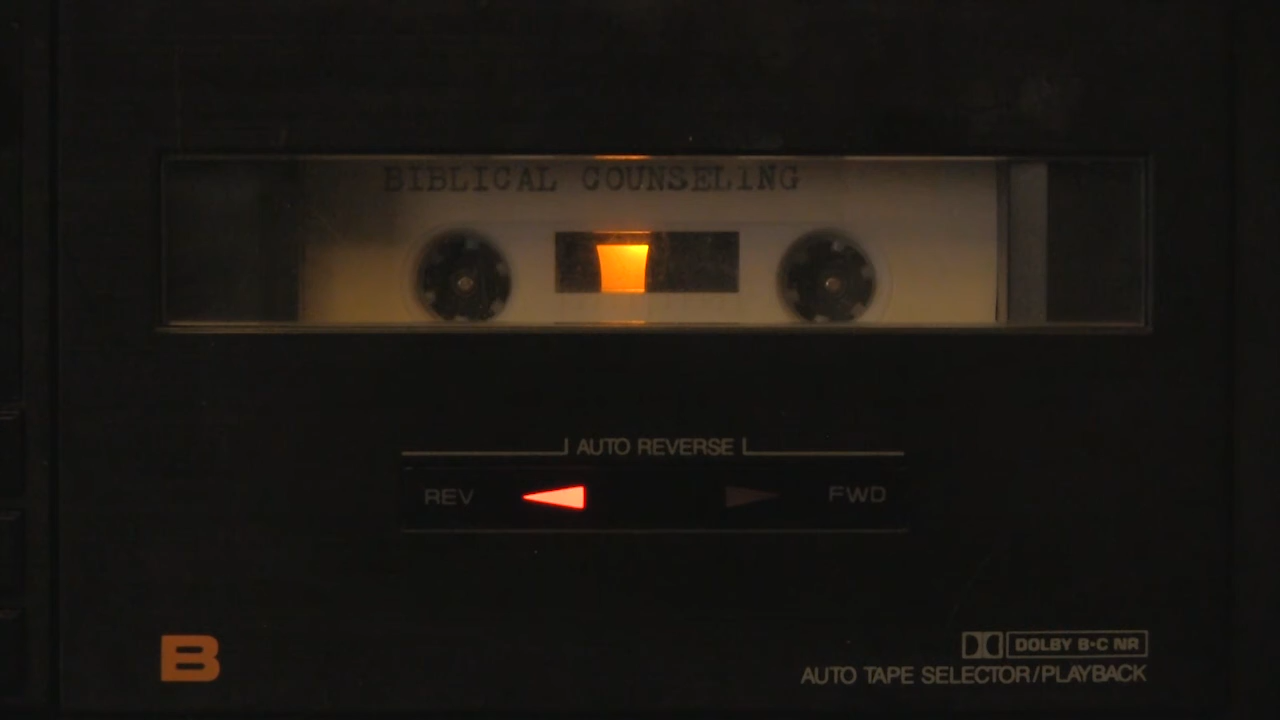 BIBLICAL COUNSELING
AUTO REVERSE
REV FWD
B
DOLBY B·C NR
AUTO TAPE SELECTOR/PLAYBACK